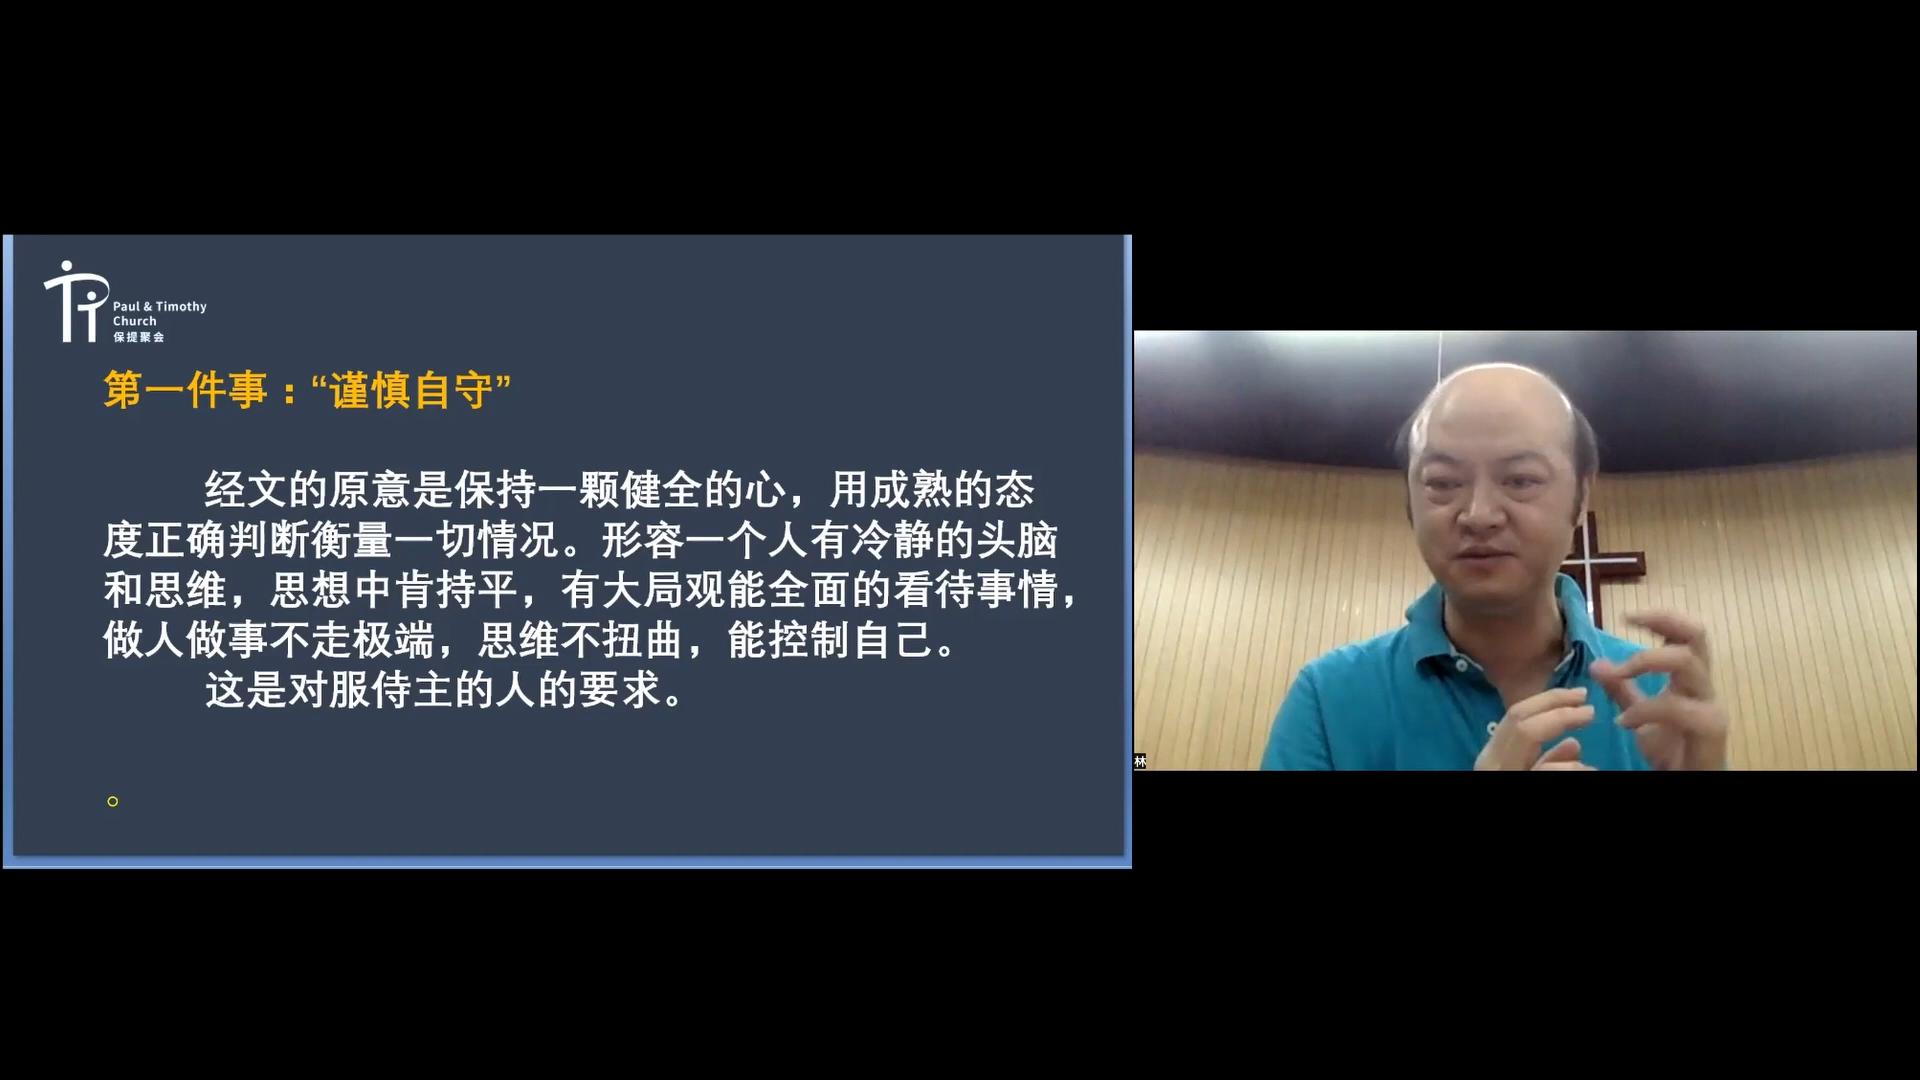 Paul & Timothy
Church
保提聚会
第一件事：“谨慎自守”
经文的原意是保持一颗健全的心，用成熟的态
度正确判断衡量一切情况。形容一个人有冷静的头脑
和思维，思想中肯持平，有大局观能全面的看待事情，
做人做事不走极端，思维不扭曲，能控制自己。
这是对服侍主的人的要求。
。
林